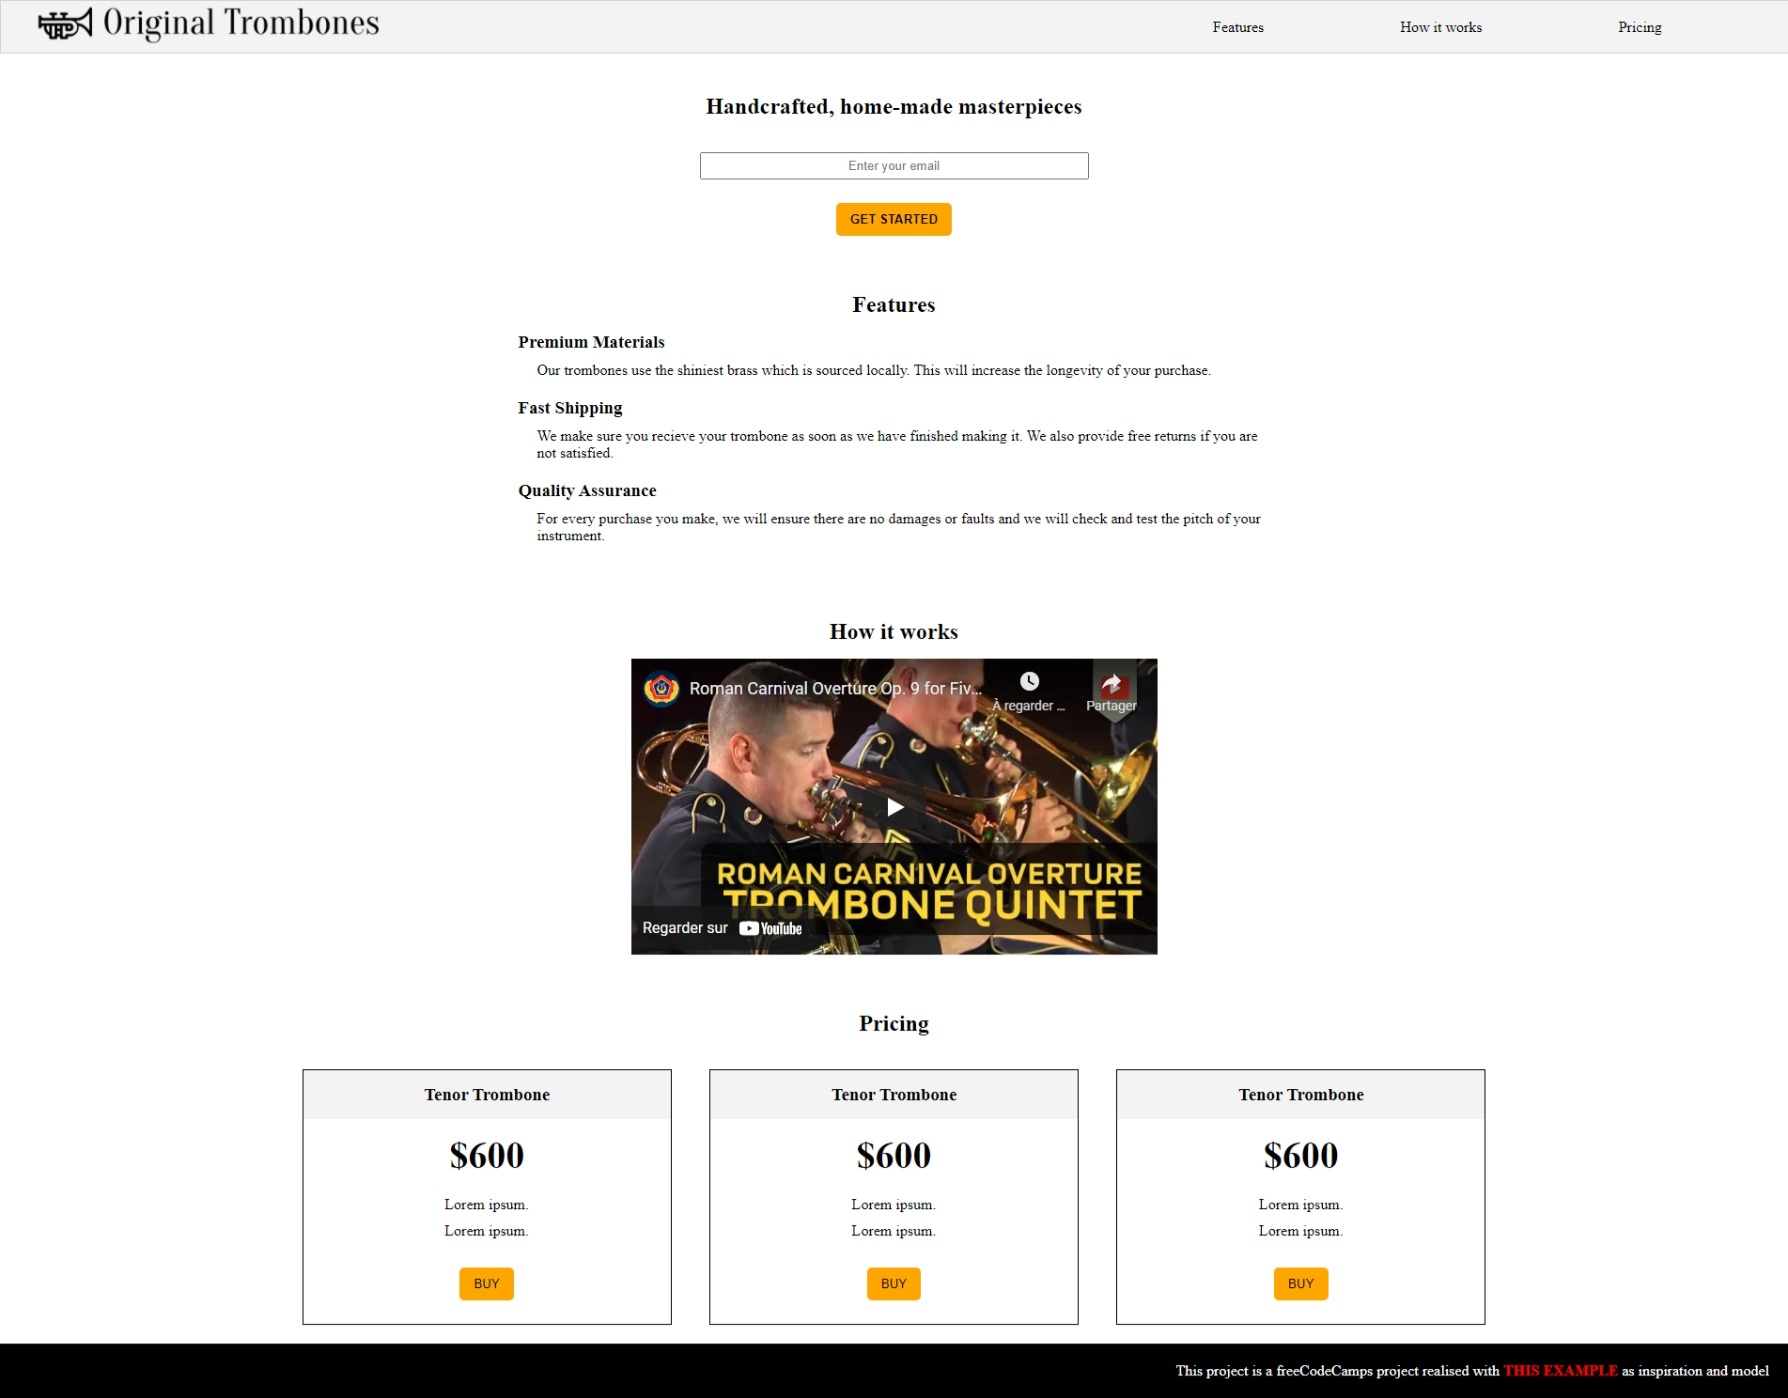 Original Trombones
Features
How it works
Pricing
Handcrafted, home-made masterpieces
Enter your email
GET STARTED
Features
Premium Materials
Our trombones use the shiniest brass which is sourced locally. This will increase the longevity of your purchase.
Fast Shipping
We make sure you recieve your trombone as soon as we have finished making it. We also provide free returns if you are
not satisfied.
Quality Assurance
For every purchase you make, we will ensure there are no damages or faults and we will check and test the pitch of your
instrument.
How it works
Roman Carnival Overture Op. 9 for Fiv...
À regarder ...
Partager
ROMAN CARNIVAL OVERTURE
TROMBONE QUINTET
Regarder sur YouTube
Pricing
Tenor Trombone
$600
Lorem ipsum.
Lorem ipsum.
BUY
Tenor Trombone
$600
Lorem ipsum.
Lorem ipsum.
BUY
Tenor Trombone
$600
Lorem ipsum.
Lorem ipsum.
BUY
This project is a freeCodeCamps project realised with THIS EXAMPLE as inspiration and model